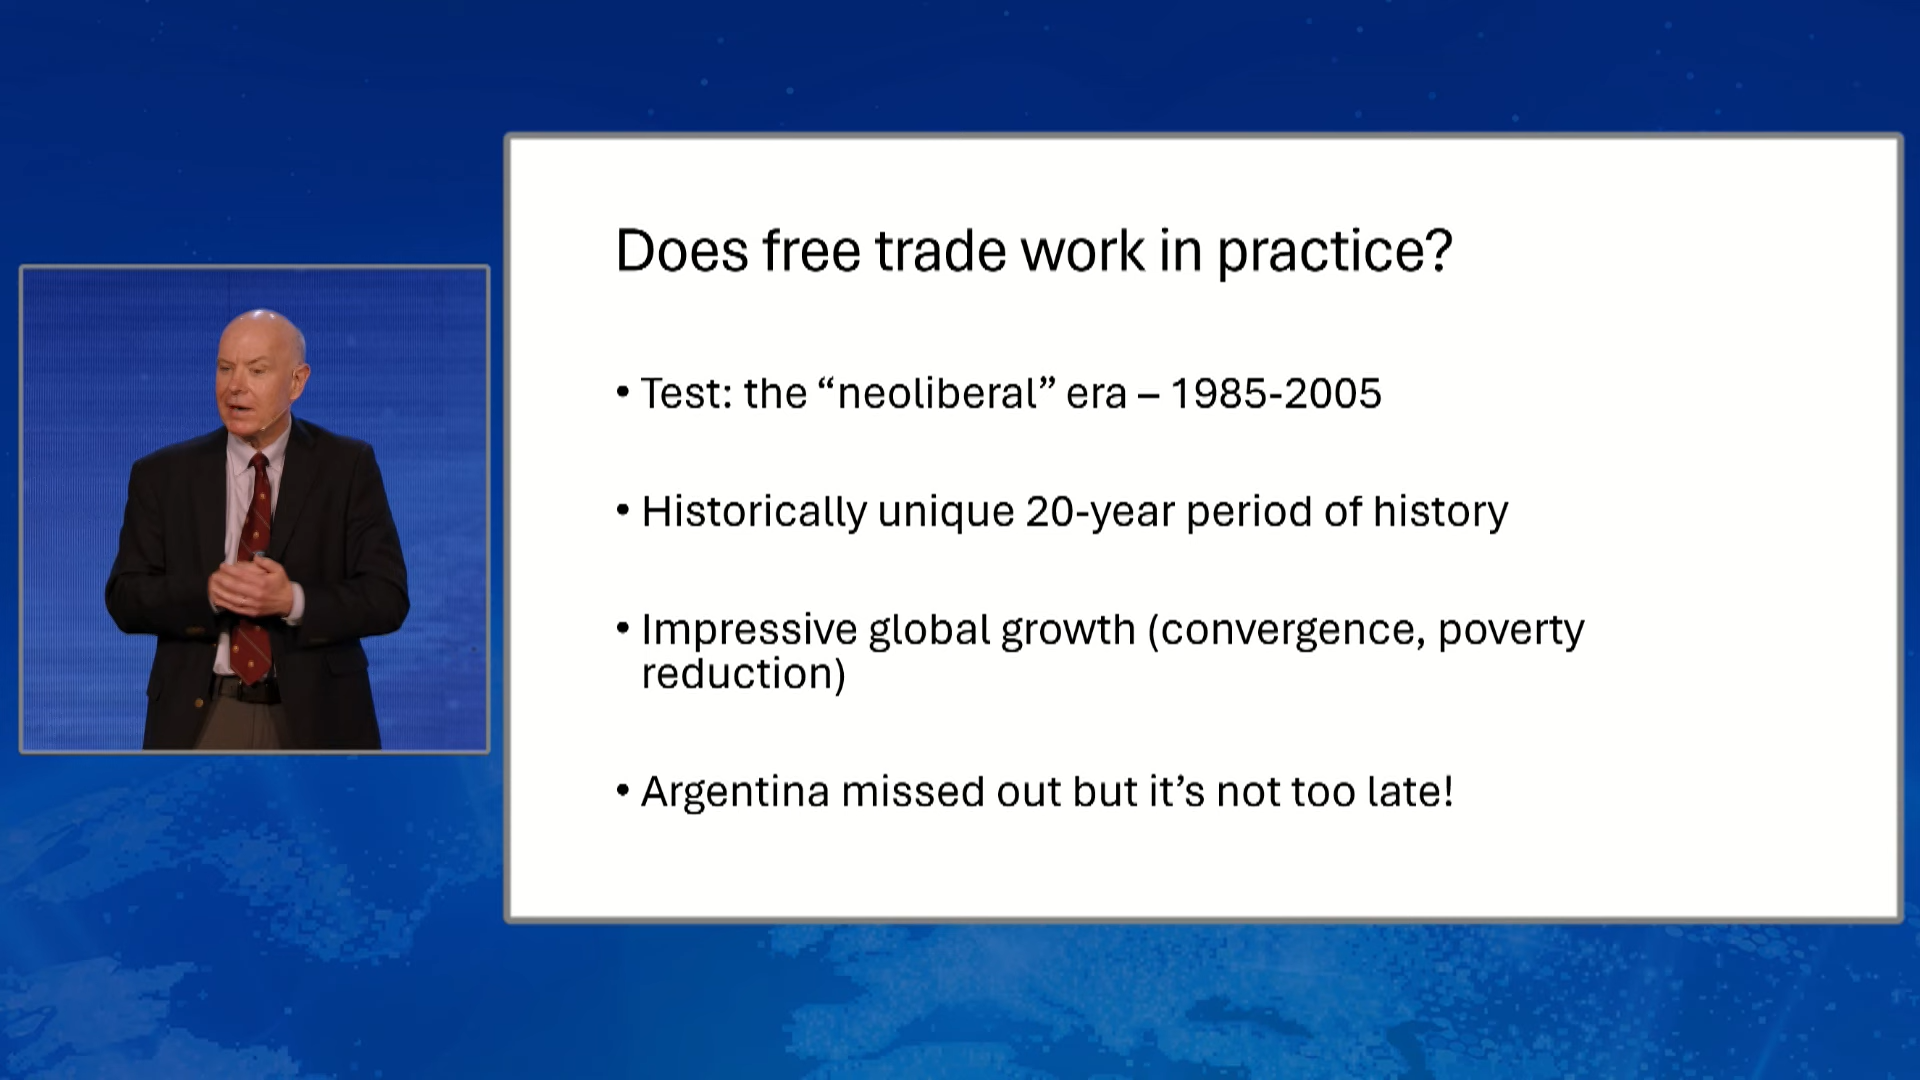 Does free trade work in practice?
• Test: the “neoliberal” era – 1985-2005
• Historically unique 20-year period of history
• Impressive global growth (convergence, poverty
reduction)
• Argentina missed out but it’s not too late!